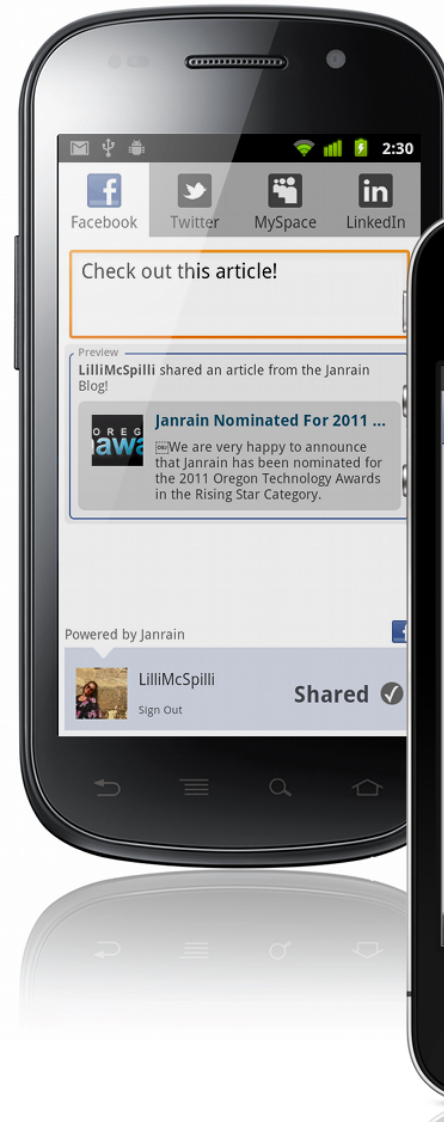 2:30
Facebook Twitter MySpace LinkedIn
Check out this article!
Preview
LilliMcSpilli shared an article from the Janrain
Blog!
OREG
awa
Janrain Nominated For 2011 ...
We are very happy to announce
that Janrain has been nominated for
the 2011 Oregon Technology Awards
in the Rising Star Category.
Powered by Janrain
LilliMcSpilli
Sign Out
Shared